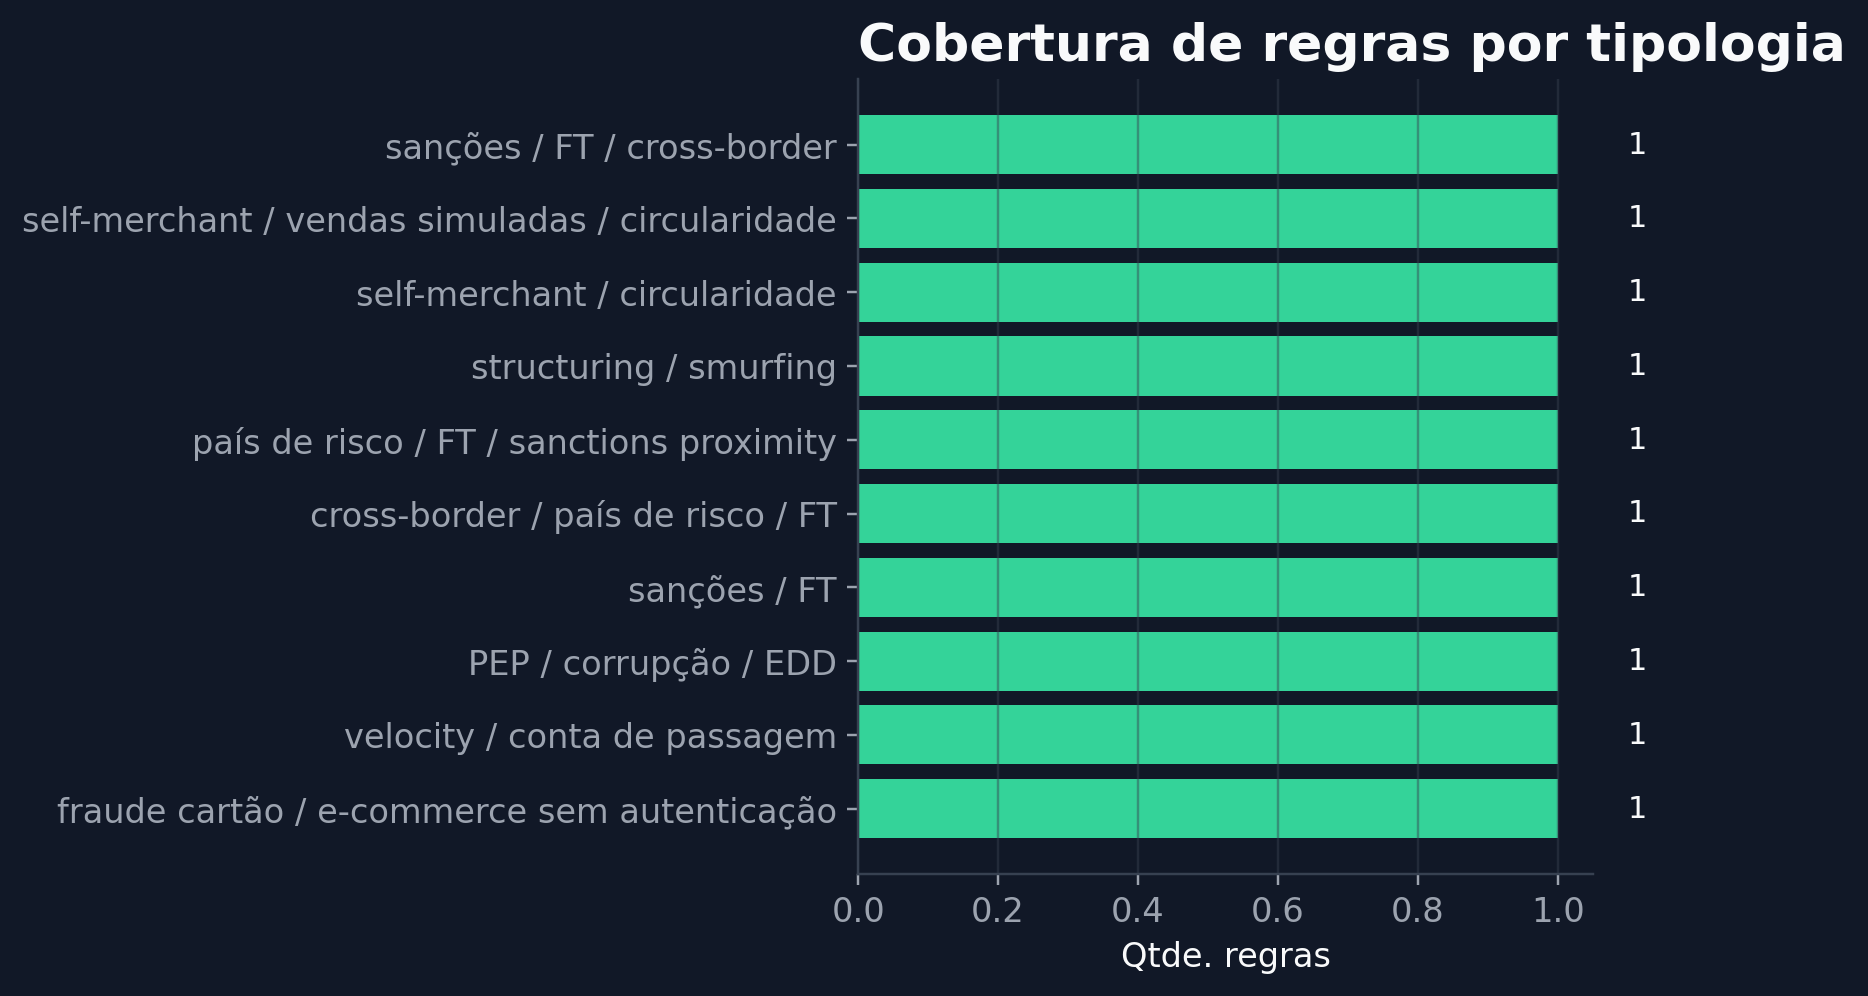 Cobertura de regras por tipologia
sanções / FT / cross-border 1
self-merchant / vendas simuladas / circularidade 1
self-merchant / circularidade 1
structuring / smurfing 1
país de risco / FT / sanctions proximity 1
cross-border / país de risco / FT 1
sanções / FT 1
PEP / corrupção / EDD 1
velocity / conta de passagem 1
fraude cartão / e-commerce sem autenticação 1
0.0 0.2 0.4 0.6 0.8 1.0
Qtde. regras